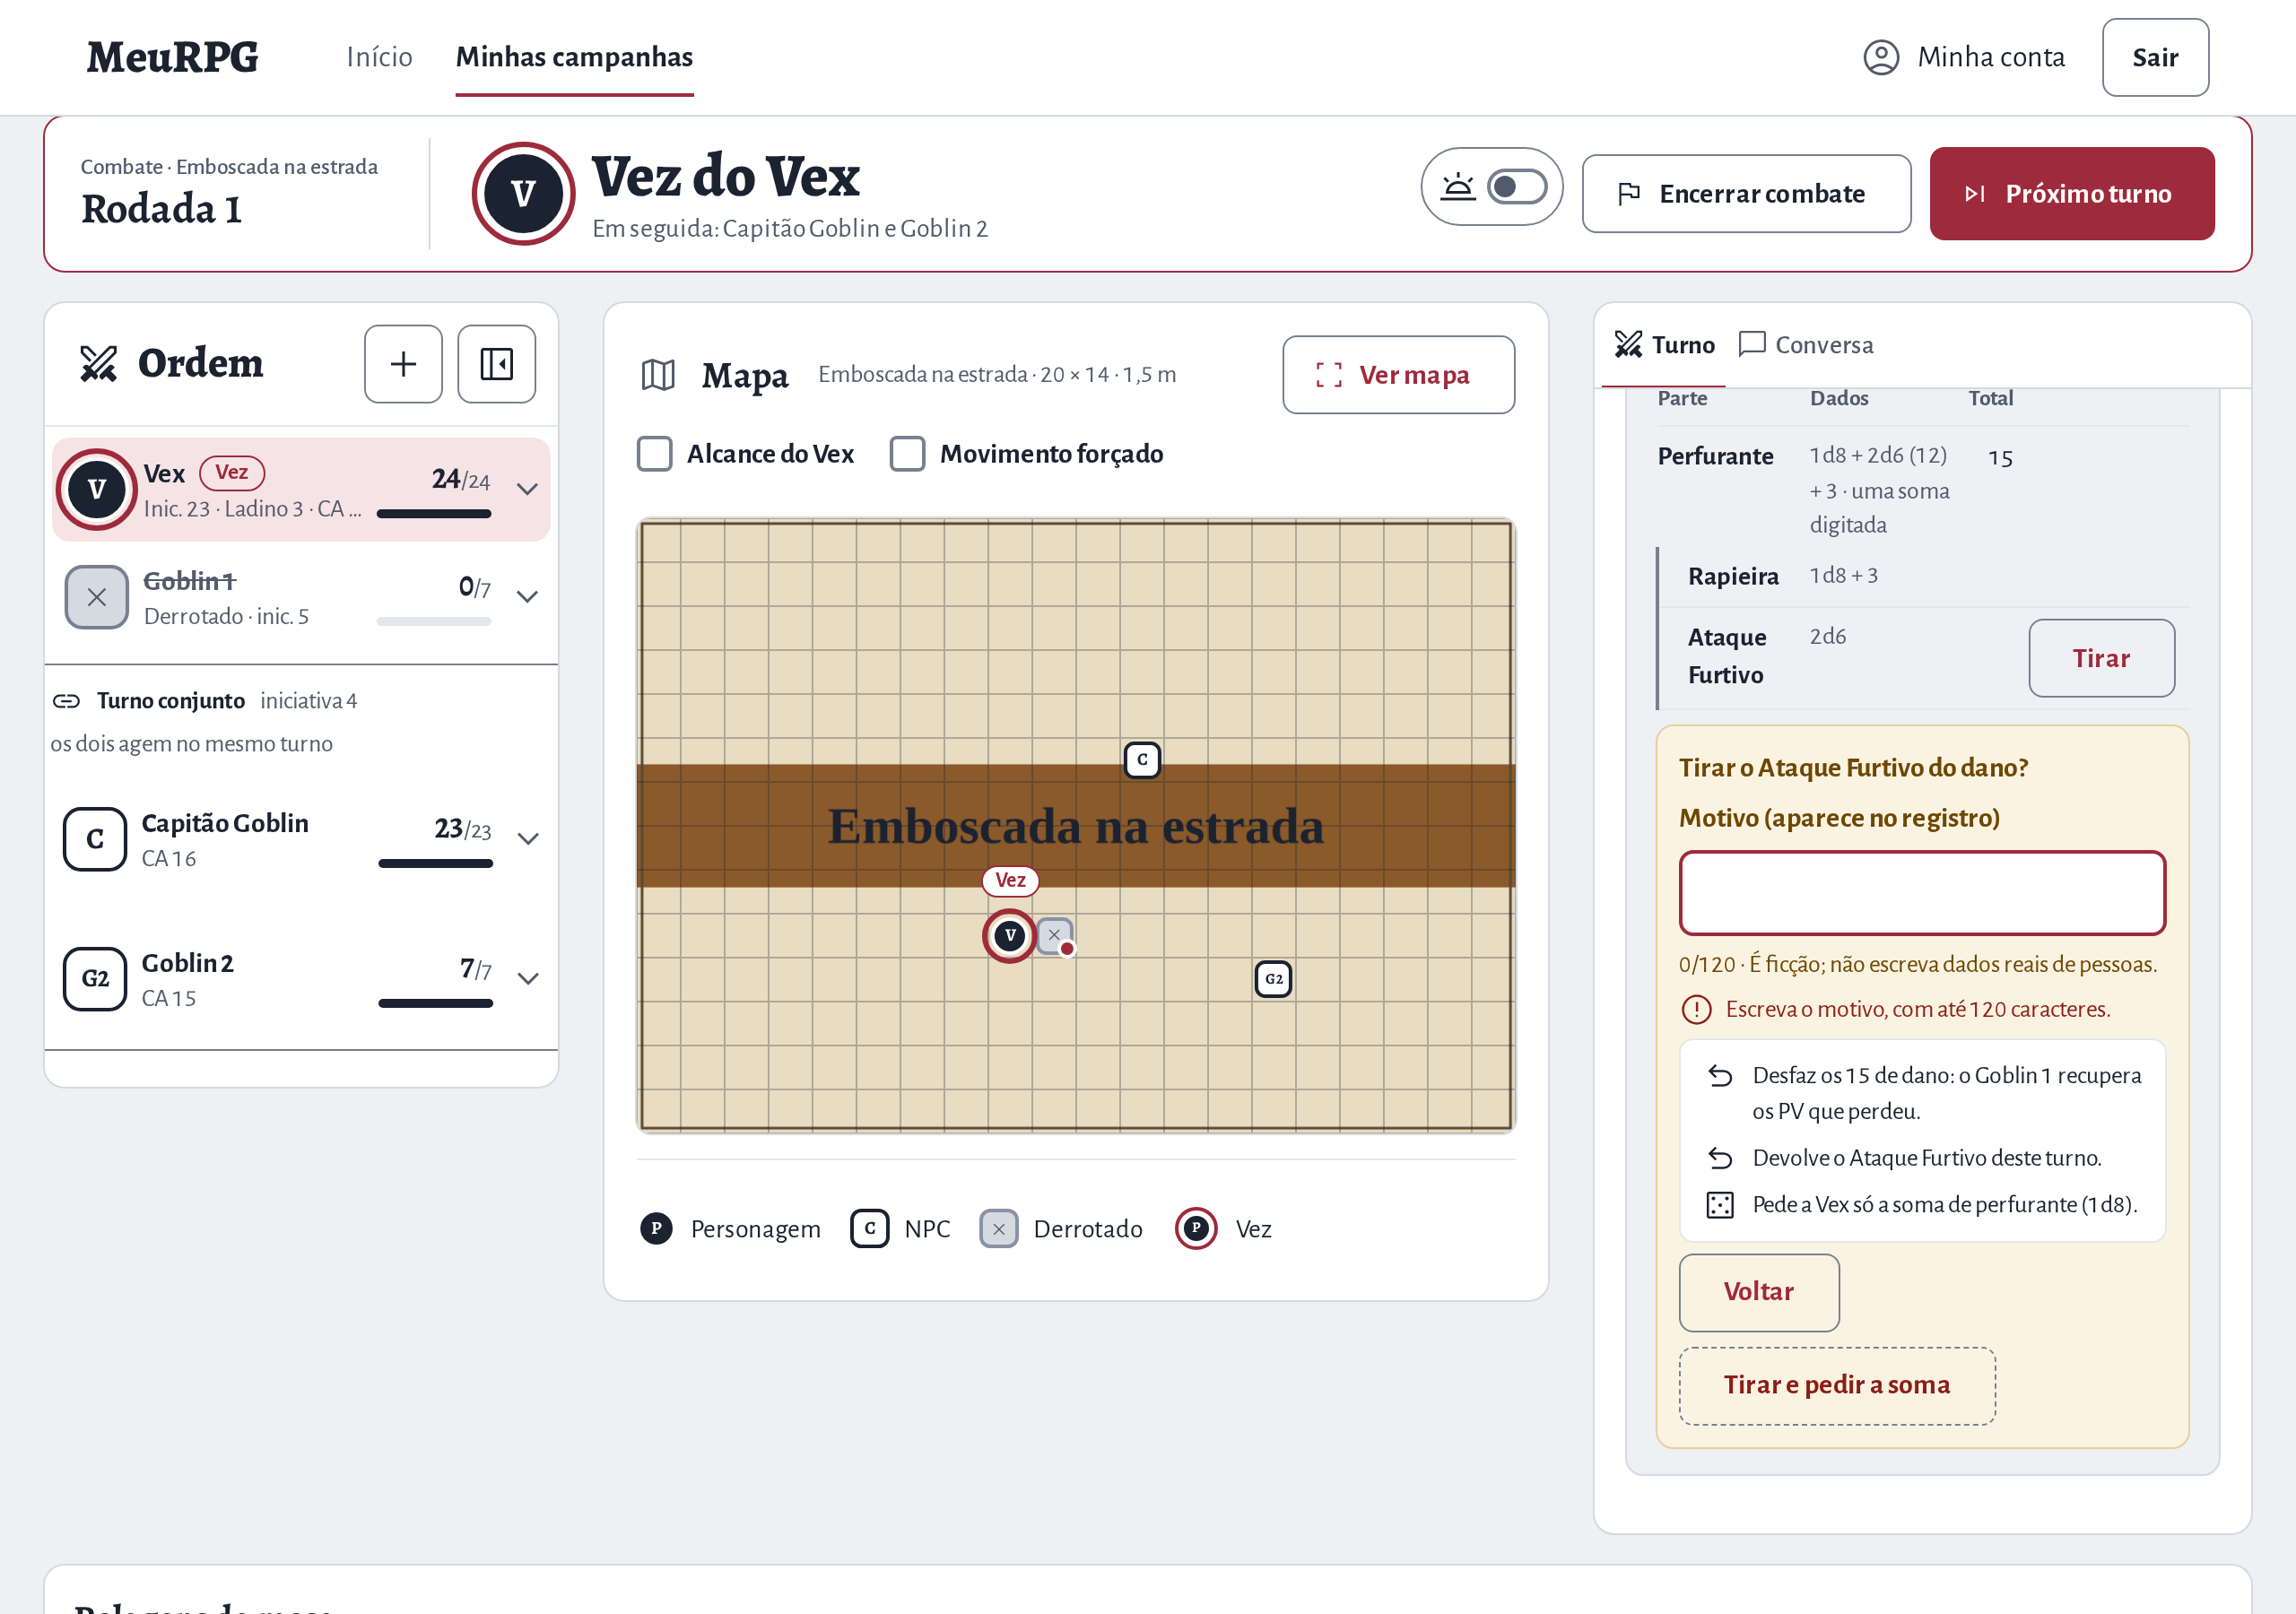 MeuRPG
Início
Minhas campanhas
Minha conta
Sair
Combate · Emboscada na estrada
Rodada 1
V
Vez do Vex
Em seguida: Capitão Goblin e Goblin 2
Encerrar combate
Próximo turno
Ordem
V
Vex
Vez
24/24
Inic. 23 · Ladino 3 · CA ...
Goblin 1
0/7
Derrotado · inic. 5
Turno conjunto iniciativa 4
os dois agem no mesmo turno
C
Capitão Goblin
23/23
CA 16
G2
Goblin 2
7/7
CA 15
Mapa
Emboscada na estrada · 20 × 14 · 1,5 m
Ver mapa
Alcance do Vex
Movimento forçado
C
Emboscada na estrada
Vez
V
G2
P Personagem
C NPC
Derrotado
P Vez
Turno
Conversa
Parte Dados Total
Perfurante 1d8 + 2d6 (12) 15
+ 3 · uma soma
digitada
Rapieira 1d8 + 3
Ataque 2d6
Furtivo
Tirar
Tirar o Ataque Furtivo do dano?
Motivo (aparece no registro)
0/120 · É ficção; não escreva dados reais de pessoas.
Escreva o motivo, com até 120 caracteres.
Desfaz os 15 de dano: o Goblin 1 recupera
os PV que perdeu.
Devolve o Ataque Furtivo deste turno.
Pede a Vex só a soma de perfurante (1d8).
Voltar
Tirar e pedir a soma